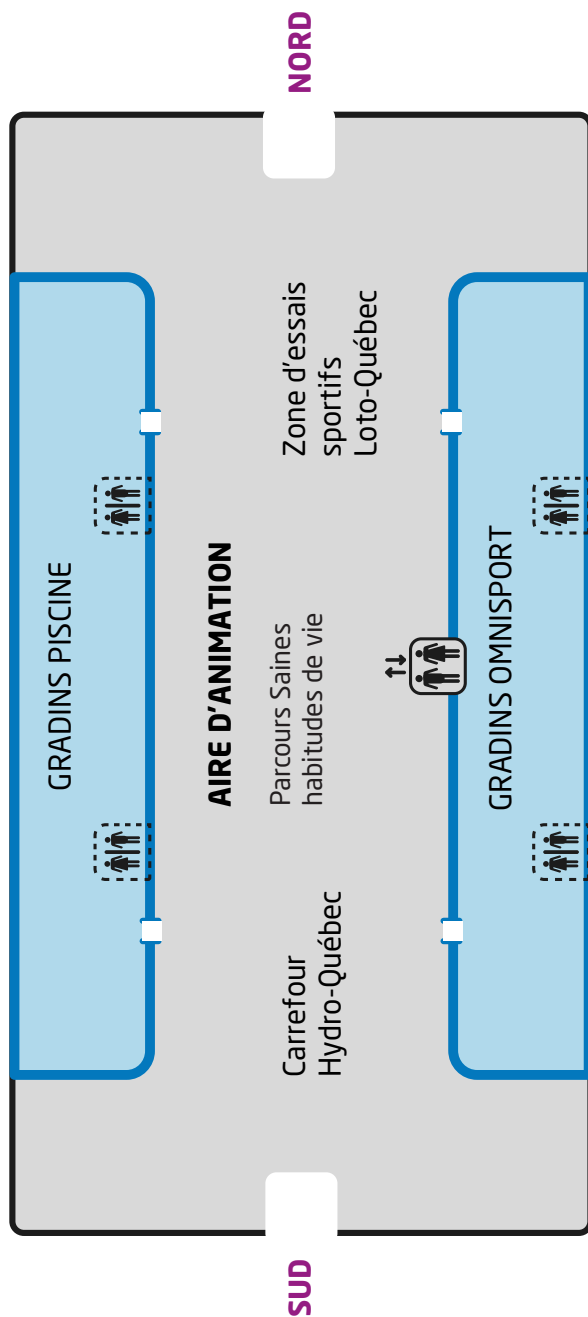 GRADINS PISCINE
AIRE D’ANIMATION
SUD
Carrefour
Hydro-Québec
Parcours Saines
habitudes de vie
Zone d’essais
sportifs
Loto-Québec
NORD
GRADINS OMNISPORT